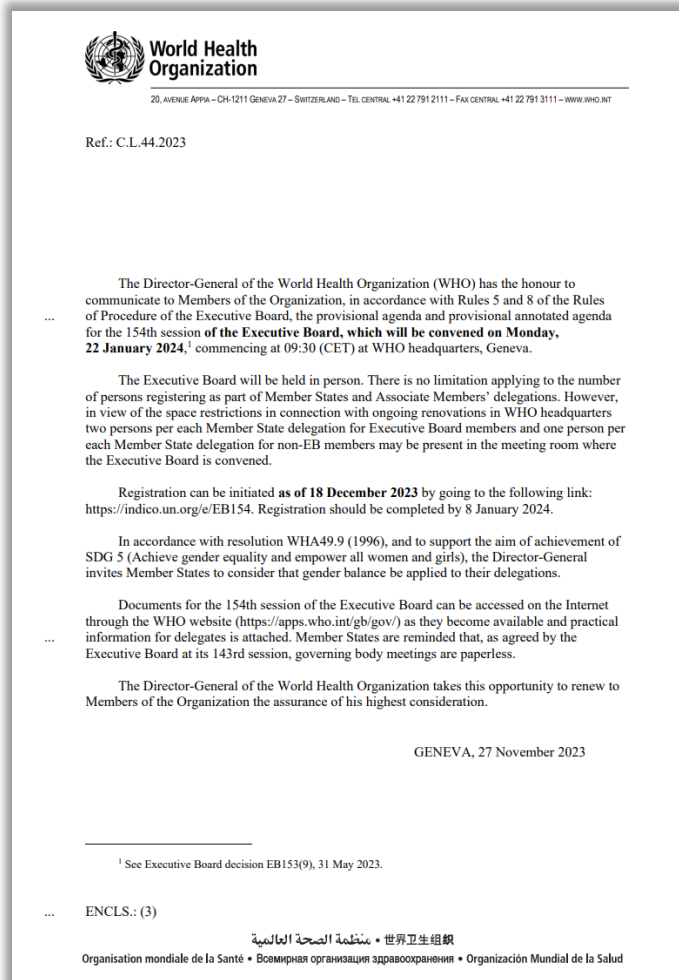 World Health
Organization
20, AVENUE APPIA – CH-1211 GENEVA 27 – SWITZERLAND – TEL CENTRAL +41 22 791 2111 – FAX CENTRAL +41 22 791 3111 – WWW.WHO.INT
Ref.: C.L.44.2023
The Director-General of the World Health Organization (WHO) has the honour to
communicate to Members of the Organization, in accordance with Rules 5 and 8 of the Rules
... of Procedure of the Executive Board, the provisional agenda and provisional annotated agenda
for the 154th session of the Executive Board, which will be convened on Monday,
22 January 2024,¹ commencing at 09:30 (CET) at WHO headquarters, Geneva.
The Executive Board will be held in person. There is no limitation applying to the number
of persons registering as part of Member States and Associate Members’ delegations. However,
in view of the space restrictions in connection with ongoing renovations in WHO headquarters
two persons per each Member State delegation for Executive Board members and one person per
each Member State delegation for non-EB members may be present in the meeting room where
the Executive Board is convened.
Registration can be initiated as of 18 December 2023 by going to the following link:
https://indico.un.org/e/EB154. Registration should be completed by 8 January 2024.
In accordance with resolution WHA49.9 (1996), and to support the aim of achievement of
SDG 5 (Achieve gender equality and empower all women and girls), the Director-General
invites Member States to consider that gender balance be applied to their delegations.
Documents for the 154th session of the Executive Board can be accessed on the Internet
through the WHO website (https://apps.who.int/gb/gov/) as they become available and practical
... information for delegates is attached. Member States are reminded that, as agreed by the
Executive Board at its 143rd session, governing body meetings are paperless.
The Director-General of the World Health Organization takes this opportunity to renew to
Members of the Organization the assurance of his highest consideration.
GENEVA, 27 November 2023
¹ See Executive Board decision EB153(9), 31 May 2023.
... ENCLS.: (3)
منظمة الصحة العالمية • 世界卫生组织
Organisation mondiale de la Santé • Всемирная организация здравоохранения • Organización Mundial de la Salud